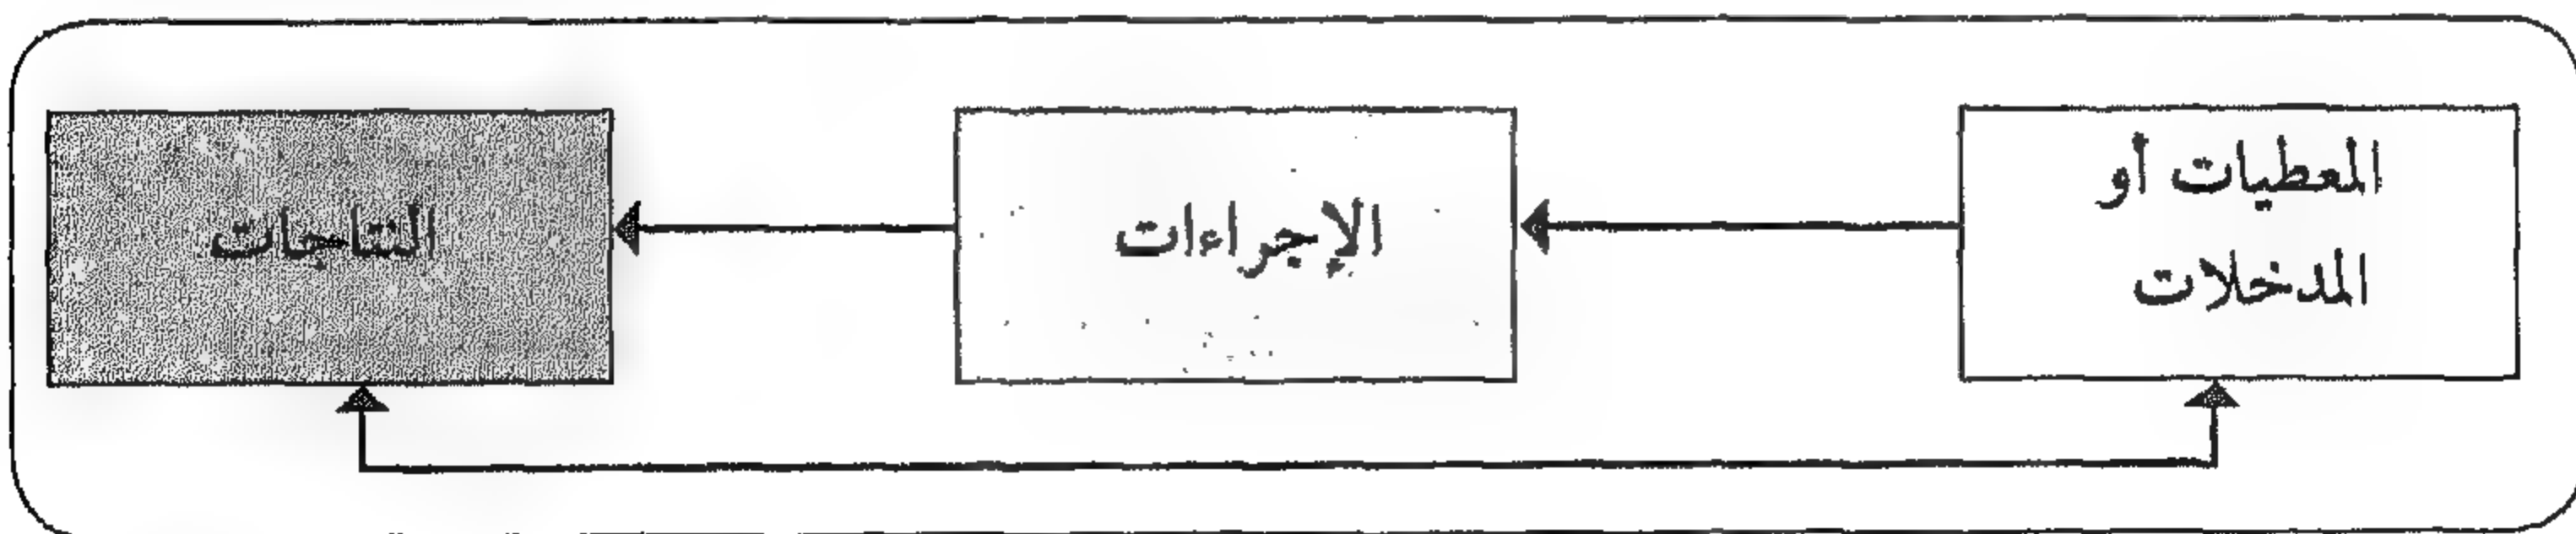 المعطيات أو
المدخلات
الإجراءات
النتاجات